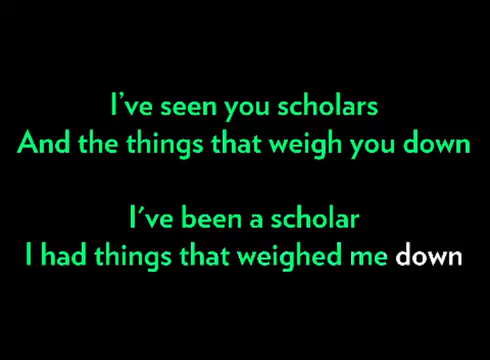 I've seen you scholars
And the things that weigh you down
I've been a scholar
I had things that weighed me down